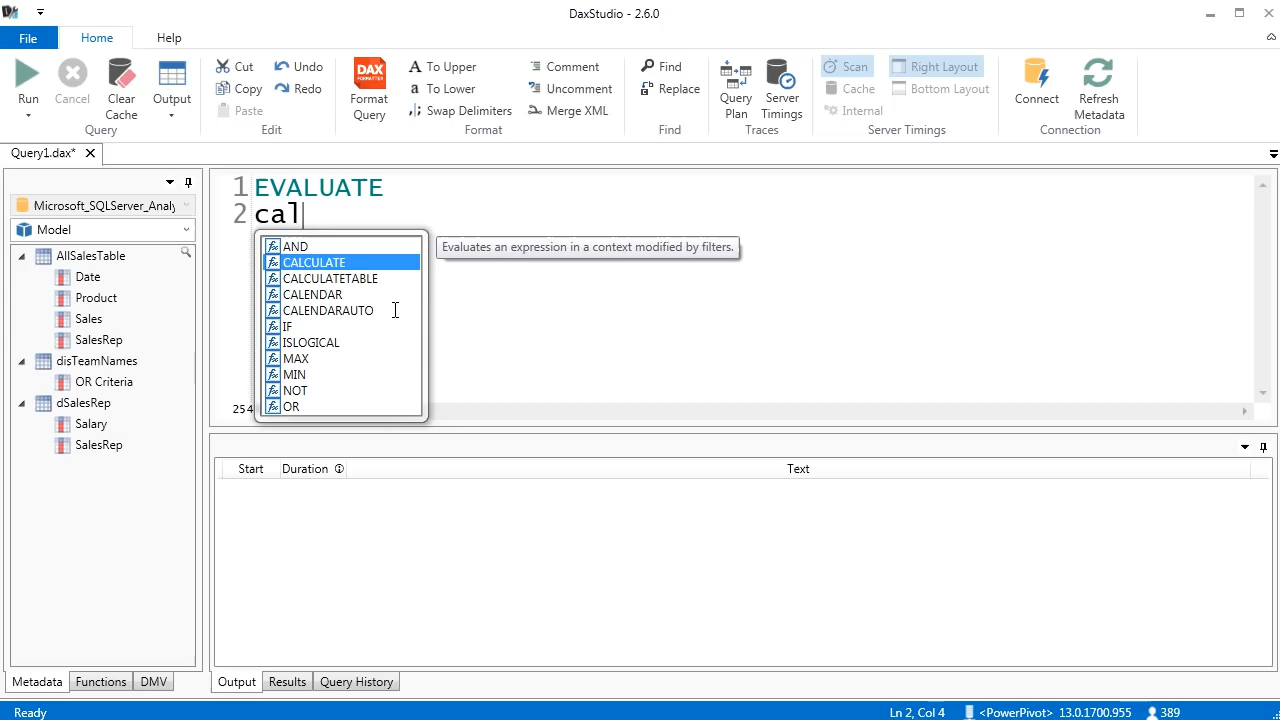 DaxStudio - 2.6.0
File Home Help
Run
Cancel
Clear Cache
Output
Query
Cut
Copy
Paste
Undo
Redo
Edit
DAX FORMATTER
Format Query
To Upper
To Lower
Swap Delimiters
Comment
Uncomment
Merge XML
Format
Find
Replace
Find
Query Plan
Server Timings
Traces
Scan
Cache
Internal
Right Layout
Bottom Layout
Server Timings
Connect
Refresh Metadata
Connection
Query1.dax*
Microsoft_SQLServer_Analy
Model
AllSalesTable
Date
Product
Sales
SalesRep
disTeamNames
OR Criteria
dSalesRep
Salary
SalesRep
Metadata Functions DMV
1 EVALUATE
2 cal
AND
CALCULATE
CALCULATETABLE
CALENDAR
CALENDARAUTO
IF
ISLOGICAL
MAX
MIN
NOT
OR
Evaluates an expression in a context modified by filters.
254
Start Duration Text
Output Results Query History
Ready Ln 2, Col 4 <PowerPivot> 13.0.1700.955 389